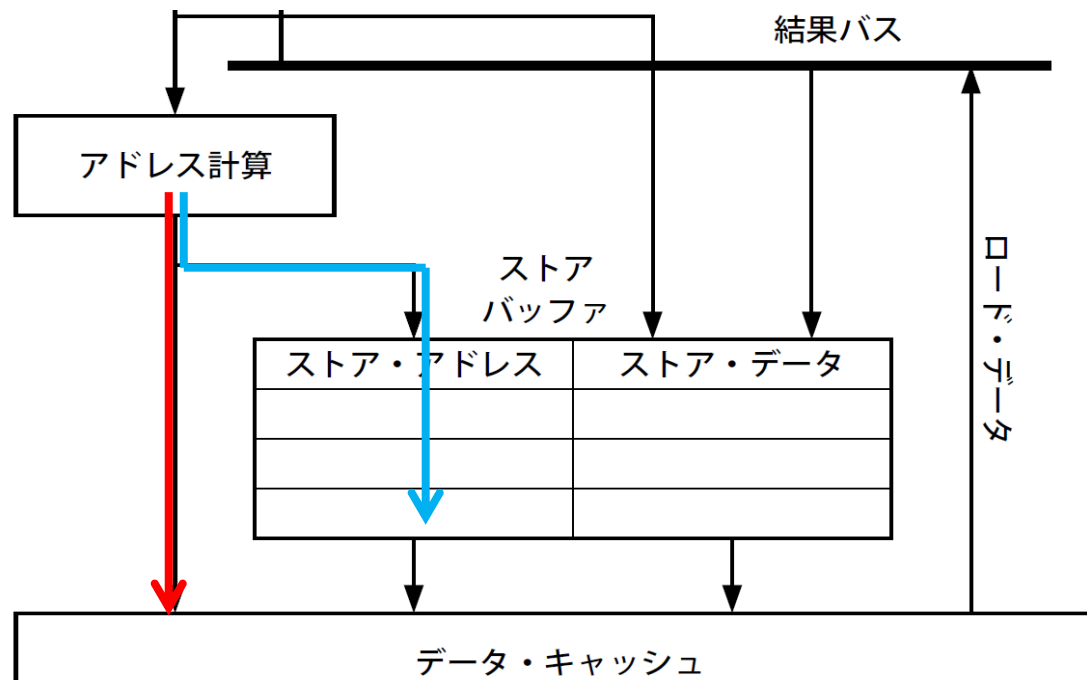 結果バス
アドレス計算
ストア
バッファ
ストア・アドレス
ストア・データ
ロード・データ
データ・キャッシュ